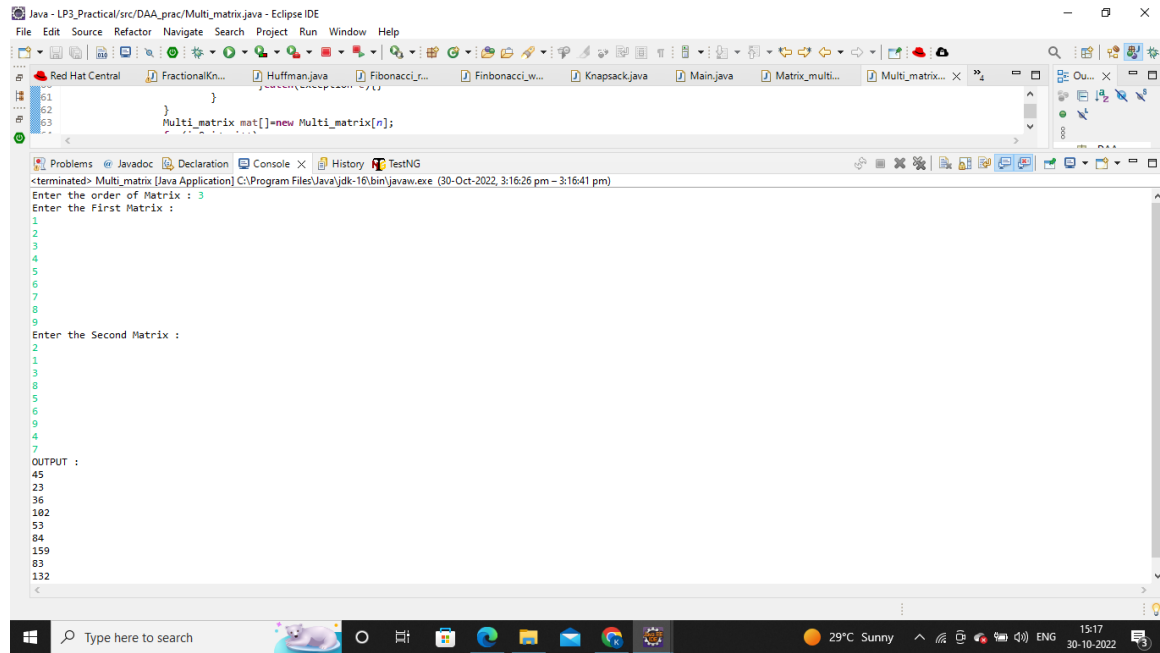 Java - LP3_Practical/src/DAA_prac/Multi_matrix.java - Eclipse IDE
File Edit Source Refactor Navigate Search Project Run Window Help
Red Hat Central FractionalKn... Huffman.java Fibonacci_r... Finbonacci_w... Knapsack.java Main.java Matrix_multi... Multi_matrix... 4 Ou...
61 }
62 }
63 Multi_matrix mat[]=new Multi_matrix[n];
Problems Javadoc Declaration Console History TestNG
<terminated> Multi_matrix [Java Application] C:\Program Files\Java\jdk-16\bin\javaw.exe (30-Oct-2022, 3:16:26 pm – 3:16:41 pm)
Enter the order of Matrix : 3
Enter the First Matrix :
1
2
3
4
5
6
7
8
9
Enter the Second Matrix :
2
1
3
8
5
6
9
4
7
OUTPUT :
45
23
36
102
53
84
159
83
132
Type here to search
29°C Sunny
ENG
15:17
30-10-2022
3